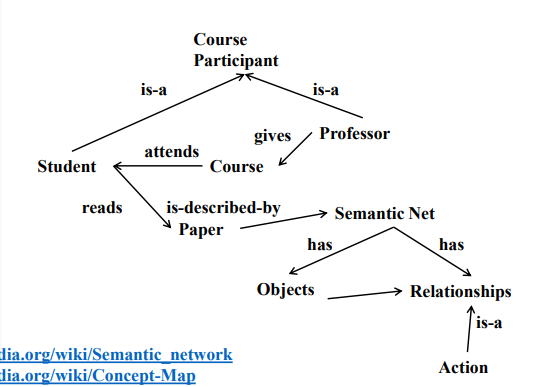 Course
Participant
is-a
is-a
gives
Professor
attends
Student
Course
reads
is-described-by
Paper
Semantic Net
has
has
Objects
Relationships
is-a
dia.org/wiki/Semantic_network
Action
dia.org/wiki/Concept-Map